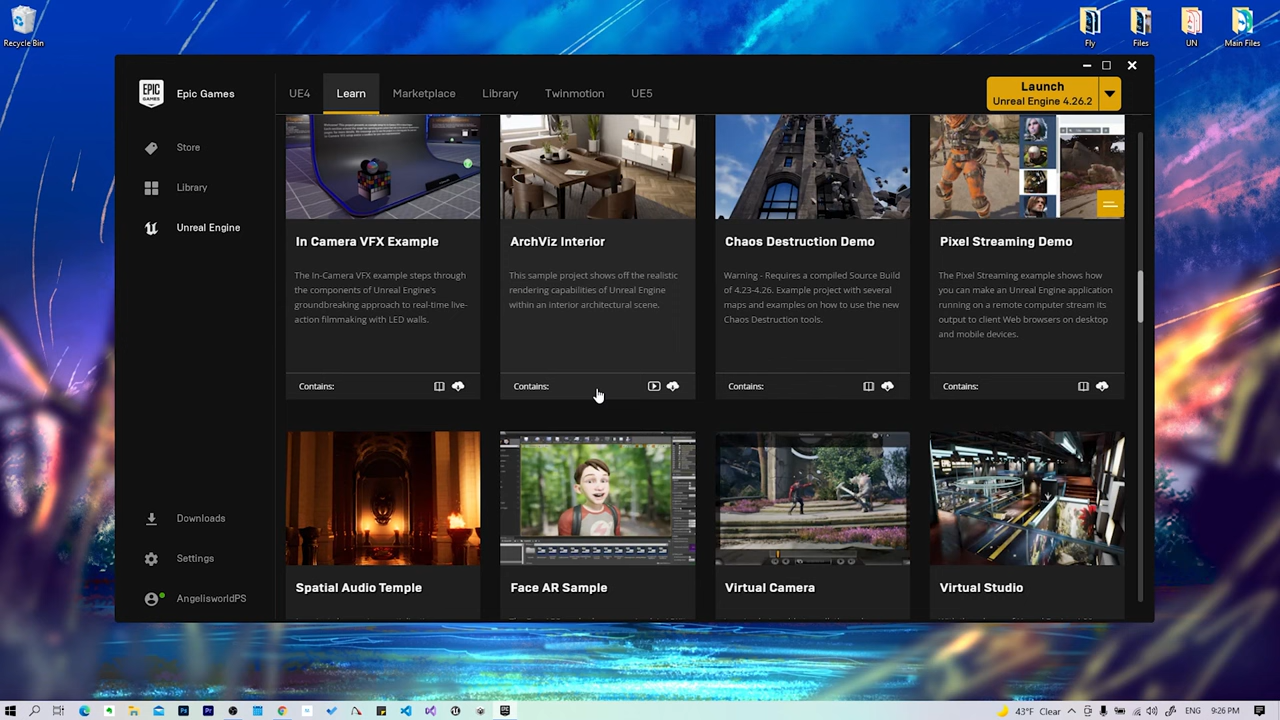 Recycle Bin
Fly
Files
UN
Main Files
EPIC
GAMES
Epic Games
UE4
Learn
Marketplace
Library
Twinmotion
UE5
Launch
Unreal Engine 4.26.2
Store
Library
Unreal Engine
Downloads
Settings
AngelisworldPS
In Camera VFX Example
The In-Camera VFX example steps through
the components of Unreal Engine's
groundbreaking approach to real-time live-
action filmmaking with LED walls.
Contains:
ArchViz Interior
This sample project shows off the realistic
rendering capabilities of Unreal Engine
within an interior architectural scene.
Contains:
Chaos Destruction Demo
Warning - Requires a compiled Source Build
of 4.23-4.26. Example project with several
maps and examples on how to use the new
Chaos Destruction tools.
Contains:
Pixel Streaming Demo
The Pixel Streaming example shows how
you can make an Unreal Engine application
running on a remote computer stream its
output to client Web browsers on desktop
and mobile devices.
Contains:
Spatial Audio Temple
Face AR Sample
Virtual Camera
Virtual Studio
43°F Clear
ENG
9:26 PM